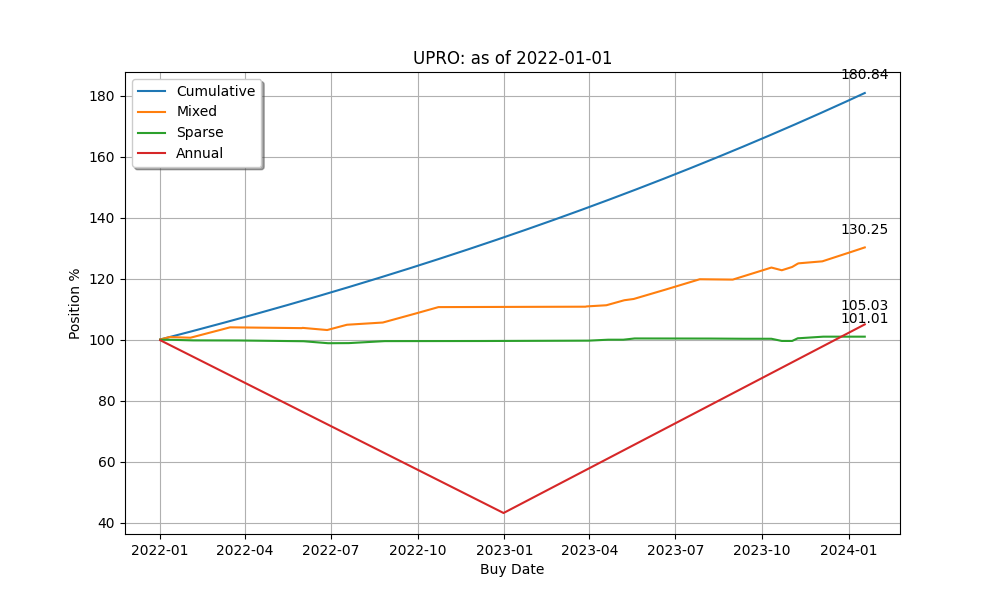 UPRO: as of 2022-01-01
Cumulative
Mixed
Sparse
Annual
180.84
130.25
105.03
101.01
180
160
140
120
100
80
60
40
Position %
2022-01 2022-04 2022-07 2022-10 2023-01 2023-04 2023-07 2023-10 2024-01
Buy Date